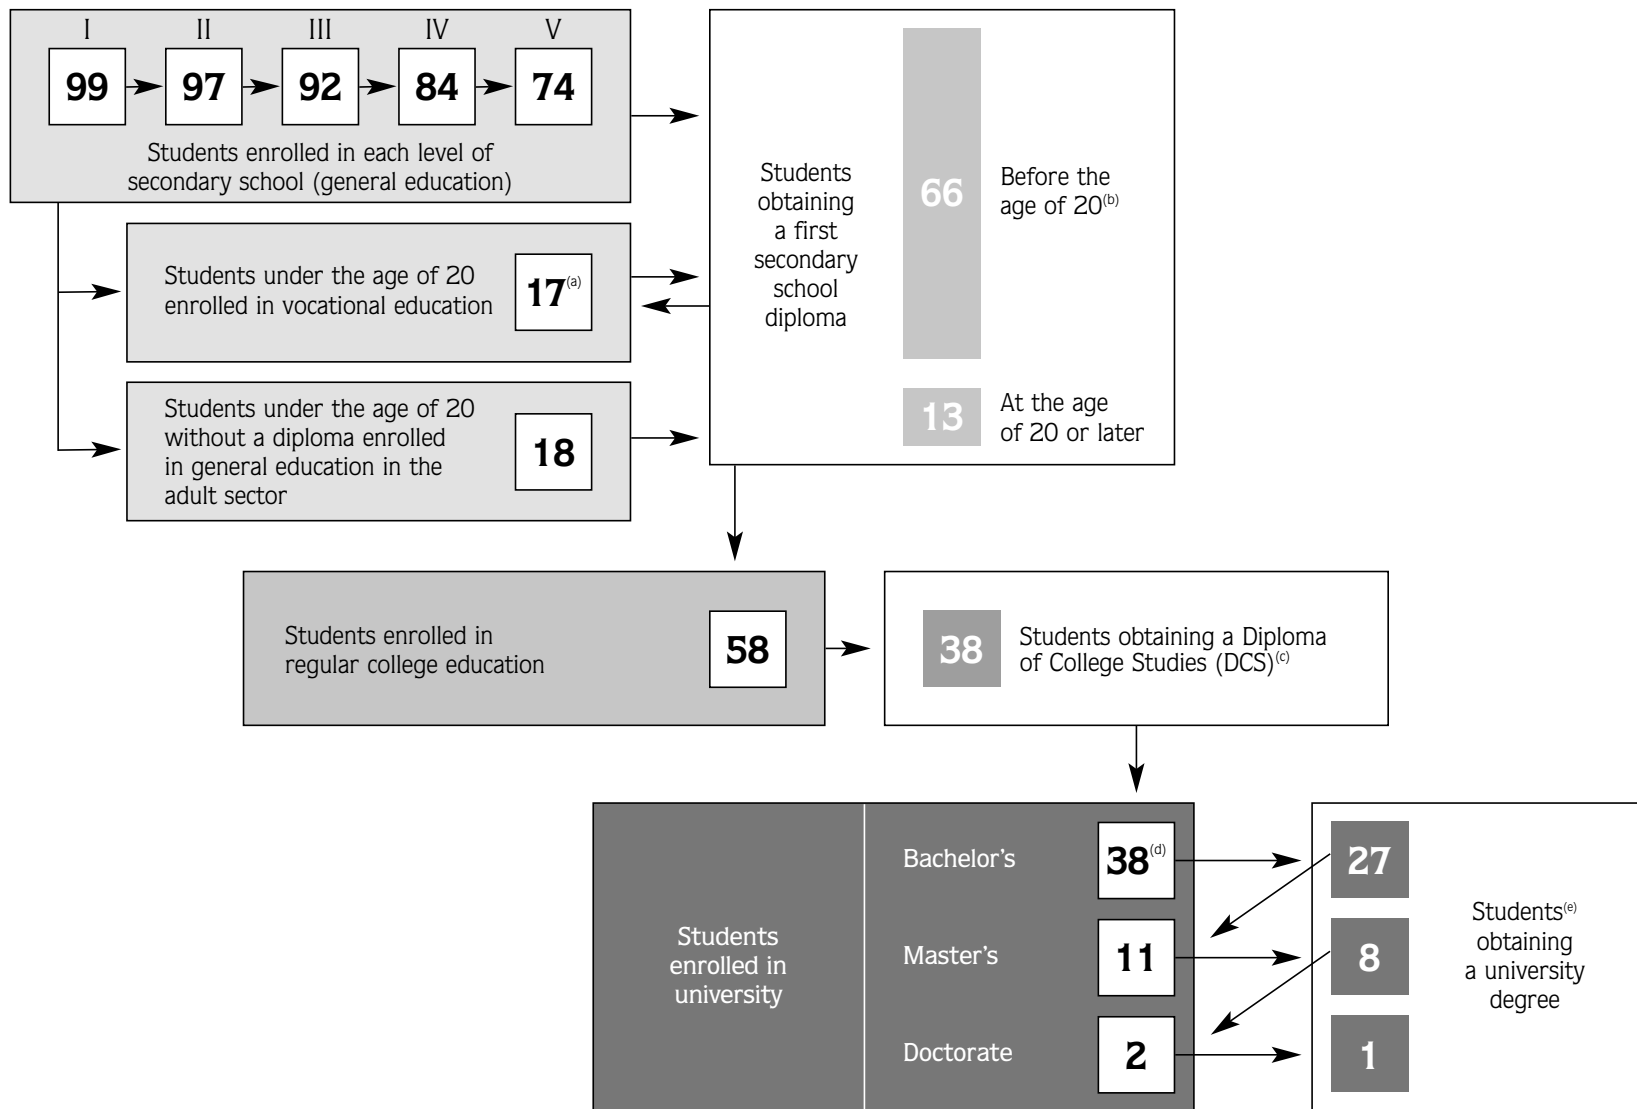 I II III IV V
99 97 92 84 74
Students enrolled in each level of
secondary school (general education)
Students under the age of 20
enrolled in vocational education
17(a)
Students under the age of 20
without a diploma enrolled
in general education in the
adult sector
18
Students
obtaining
a first
secondary
school
diploma
66
Before the
age of 20(b)
13
At the age
of 20 or later
Students enrolled in
regular college education
58
38
Students obtaining a Diploma
of College Studies (DCS)(c)
Students
enrolled in
university
Bachelor's
38(d)
Master's
11
Doctorate
2
27
8
1
Students(e)
obtaining
a university
degree